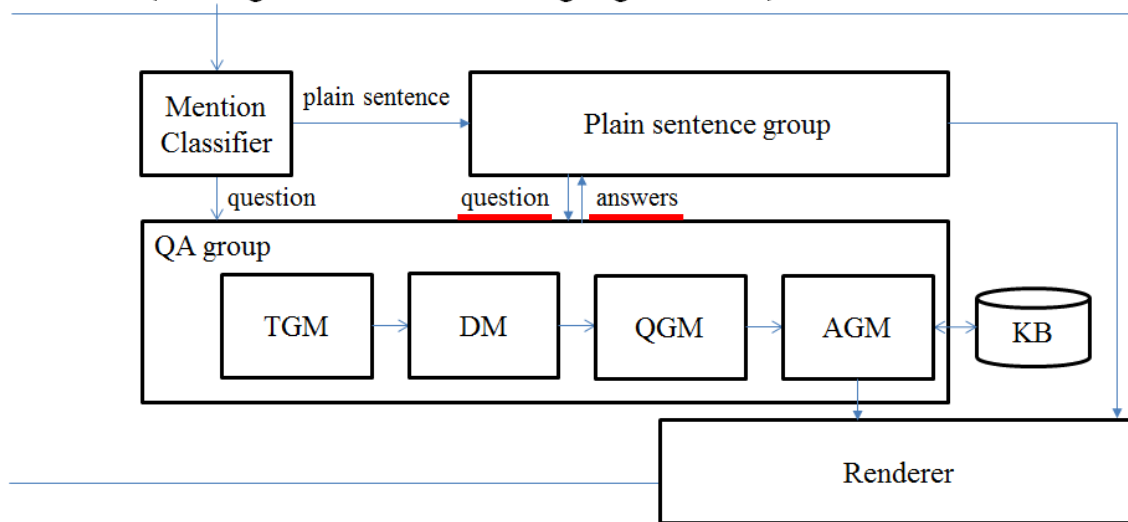 Mention
Classifier
plain sentence
Plain sentence group
question
question
answers
QA group
TGM
DM
QGM
AGM
KB
Renderer